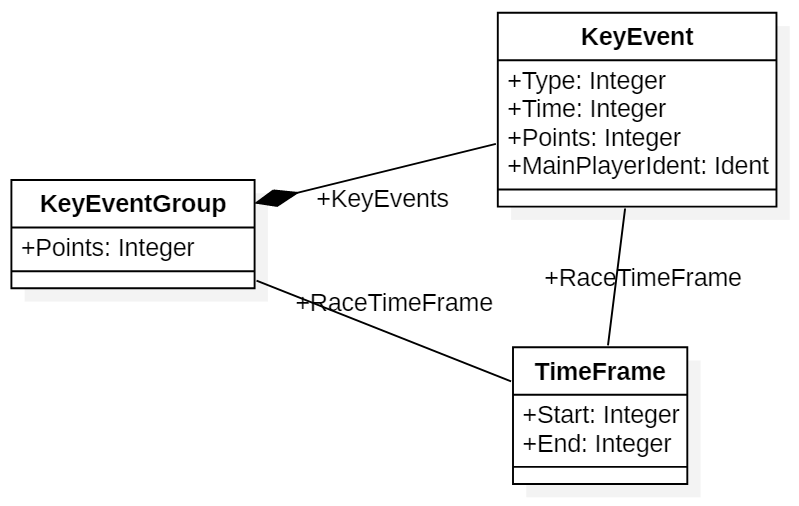 KeyEvent
+Type: Integer
+Time: Integer
+Points: Integer
+MainPlayerIdent: Ident
KeyEventGroup
+Points: Integer
+KeyEvents
+RaceTimeFrame
+RaceTimeFrame
TimeFrame
+Start: Integer
+End: Integer